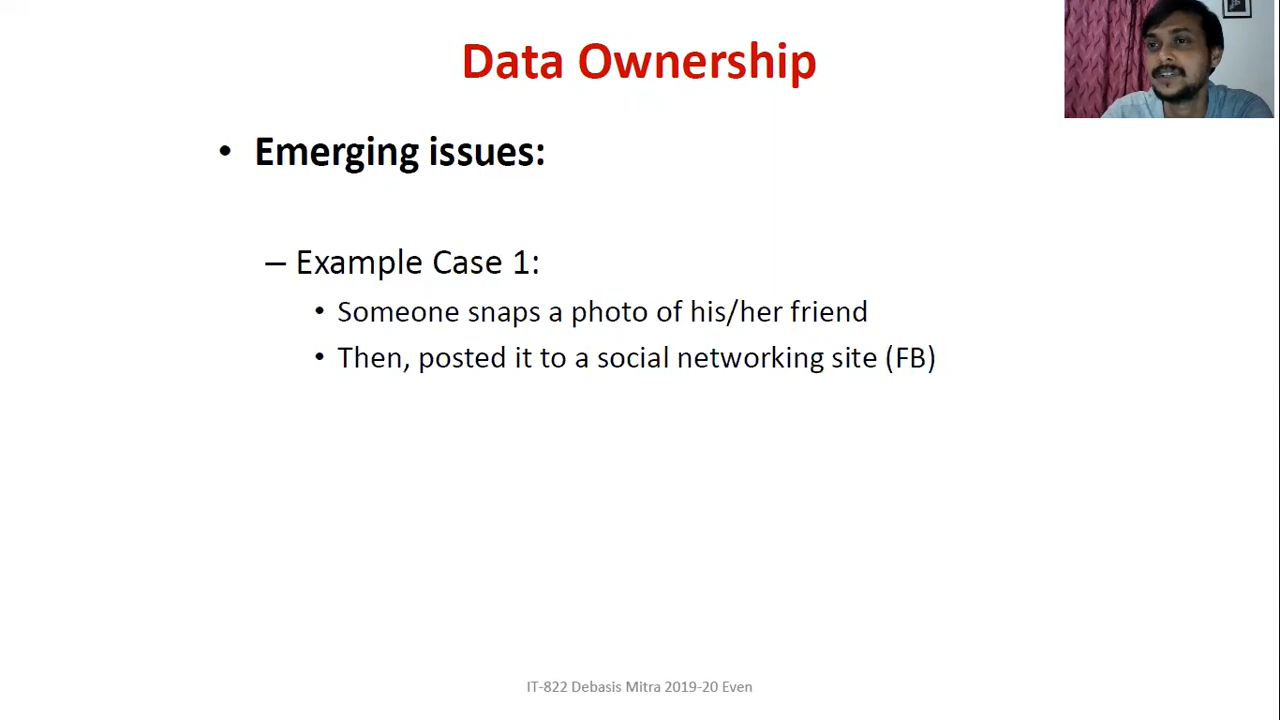 Data Ownership
• Emerging issues:
– Example Case 1:
• Someone snaps a photo of his/her friend
• Then, posted it to a social networking site (FB)
IT-822 Debasis Mitra 2019-20 Even